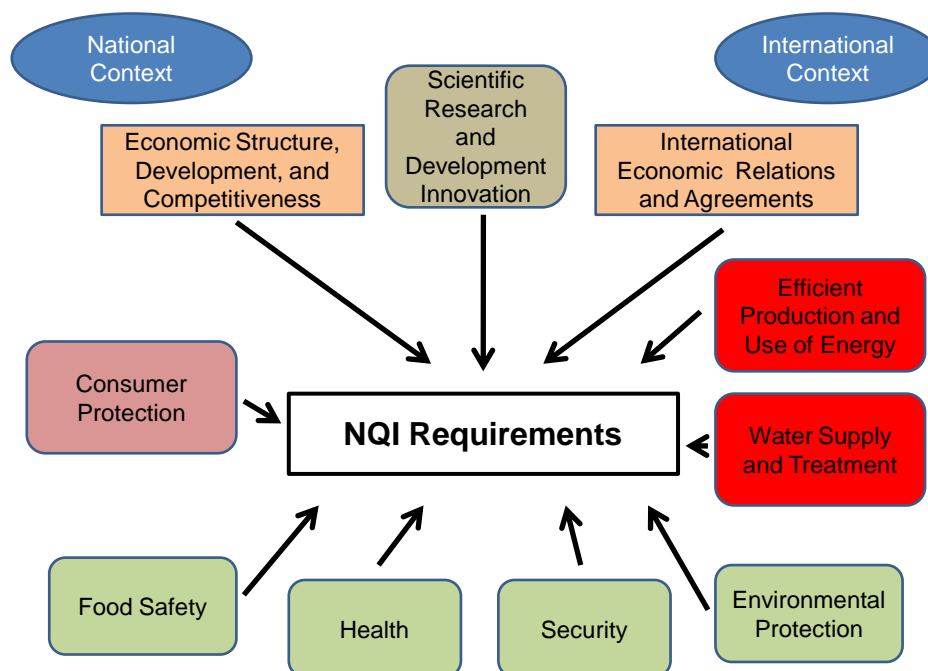 National
Context
International
Context
Scientific
Research
and
Development
Innovation
Economic Structure,
Development, and
Competitiveness
International
Economic Relations
and Agreements
Efficient
Production and
Use of Energy
Consumer
Protection
NQI Requirements
Water Supply
and Treatment
Food Safety
Health
Security
Environmental
Protection